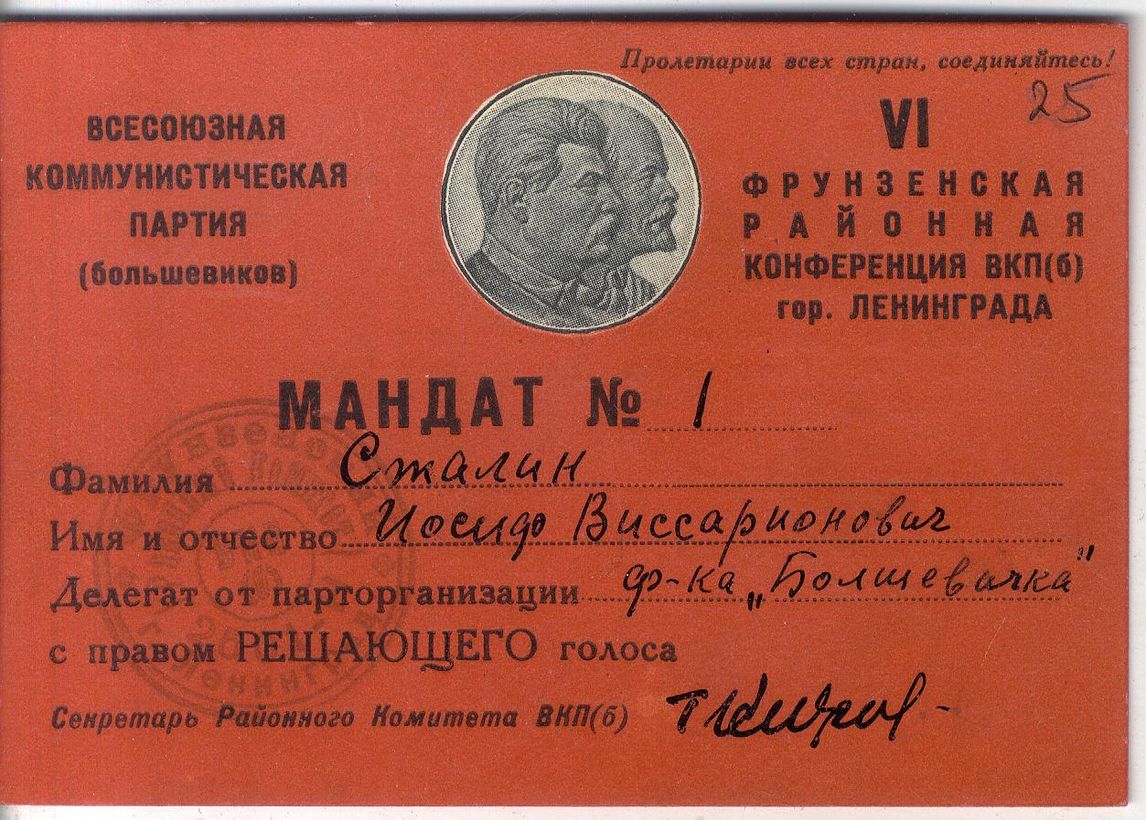 Пролетарии всех стран, соединяйтесь!
25
ВСЕСОЮЗНАЯ
КОММУНИСТИЧЕСКАЯ
ПАРТИЯ
(большевиков)
VI
ФРУНЗЕНСКАЯ
РАЙОННАЯ
КОНФЕРЕНЦИЯ ВКП(б)
гор. ЛЕНИНГРАДА
МАНДАТ № 1
Фамилия Сталин
Имя и отчество Иосиф Виссарионович
Делегат от парторганизации ф-ка „Болшевичка"
с правом РЕШАЮЩЕГО голоса
Секретарь Районного Комитета ВКП(б)